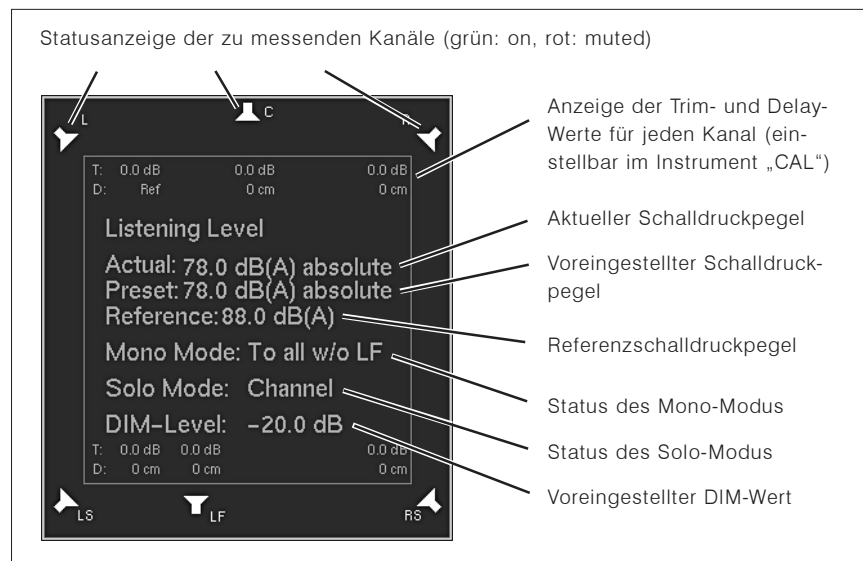 Statusanzeige der zu messenden Kanäle (grün: on, rot: muted)
L
C
R
T: 0.0 dB 0.0 dB 0.0 dB
D: Ref 0 cm 0 cm
Listening Level
Actual: 78.0 dB(A) absolute
Preset: 78.0 dB(A) absolute
Reference: 88.0 dB(A)
Mono Mode: To all w/o LF
Solo Mode: Channel
DIM-Level: -20.0 dB
T: 0.0 dB 0.0 dB 0.0 dB
D: 0 cm 0 cm 0 cm
LS
LF
RS
Anzeige der Trim- und Delay-
Werte für jeden Kanal (ein-
stellbar im Instrument „CAL“)
Aktueller Schalldruckpegel
Voreingestellter Schalldruck-
pegel
Referenzschalldruckpegel
Status des Mono-Modus
Status des Solo-Modus
Voreingestellter DIM-Wert